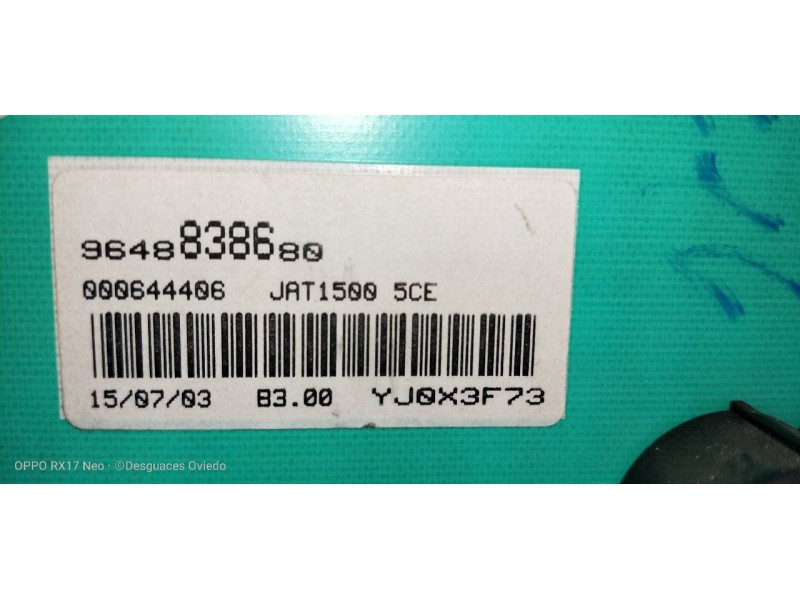 9648838680
000644406 JAT1500 5CE
15/07/03 B3.00 YJ0X3F73
OPPO RX17 Neo · ©Desguaces Oviedo